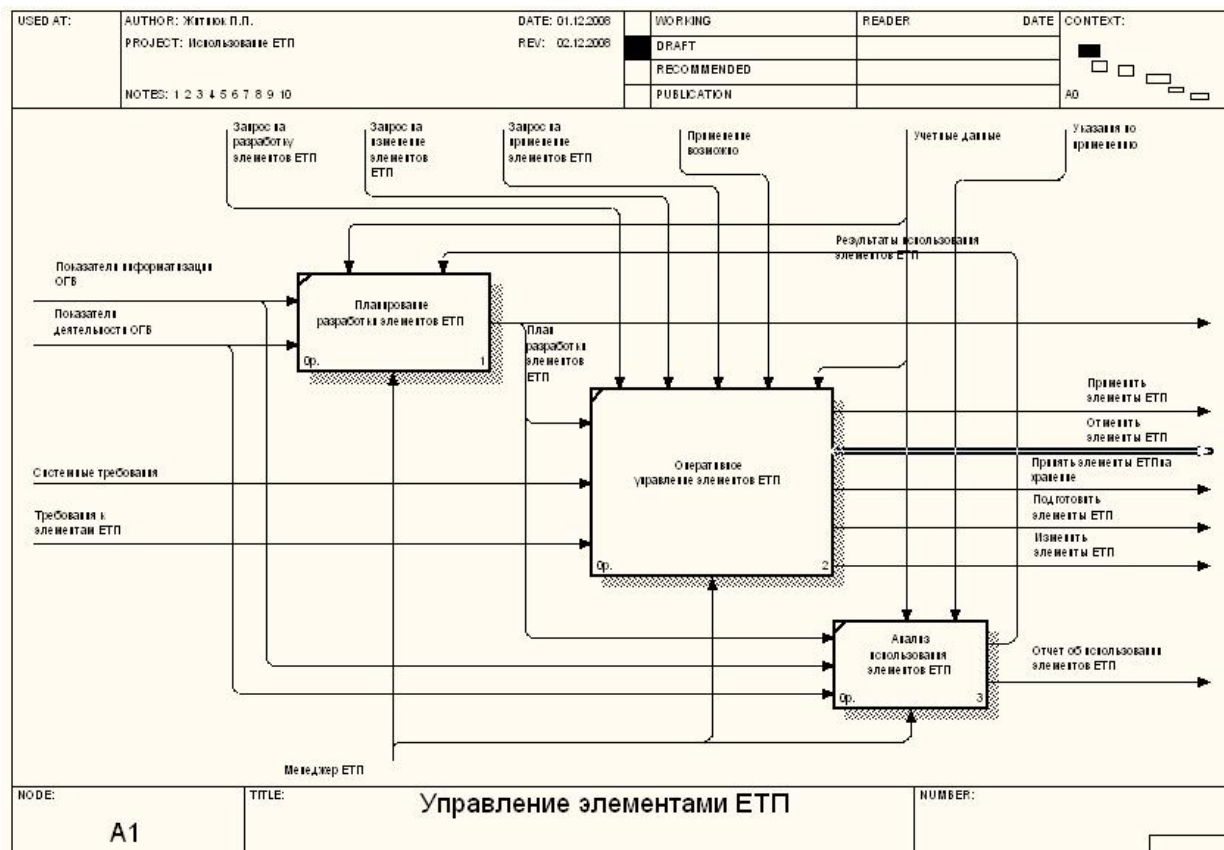 USED AT:
AUTHOR: Житнюк П.П.
DATE: 01.12.2008
PROJECT: Использование ЕТП
REV: 02.12.2008
NOTES: 1 2 3 4 5 6 7 8 9 10
WORKING
DRAFT
RECOMMENDED
PUBLICATION
READER
DATE
CONTEXT:
A0
Запрос на
разработку
элементов ЕТП
Запрос на
изменение
элементов
ЕТП
Запрос на
применение
элементов ЕТП
Применение
возможно
Учетные данные
Указания по
применению
Результаты использования
элементов ЕТП
Показатели информатизации
ОГВ
Показатели
деятельности ОГВ
Планирование
разработки элементов ЕТП
0р.
1
План
разработки
элементов
ЕТП
Применить
элементы ЕТП
Отменить
элементы ЕТП
Принять элементы ЕТП на
хранение
Подготовить
элементы ЕТП
Изменить
элементы ЕТП
Системные требования
Требования к
элементам ЕТП
Оперативное
управление элементов ЕТП
0р.
2
Анализ
использования
элементов ЕТП
0р.
3
Отчет об использовании
элементов ЕТП
Менеджер ЕТП
NODE:
A1
TITLE:
Управление элементами ЕТП
NUMBER: